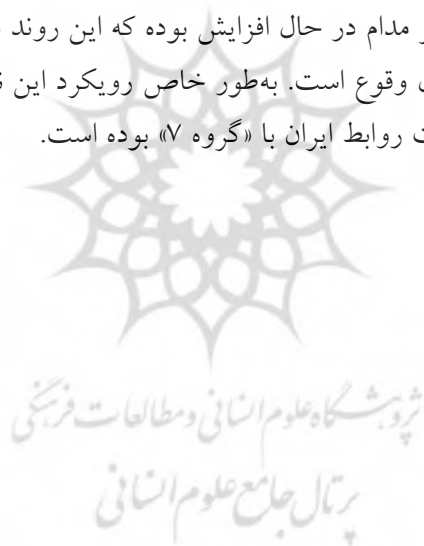 و مدام در حال افزایش بوده که این روند
وقوع است. به‌طور خاص رویکرد این
روابط ایران با «گروه ۷» بوده است.
پژوهشگاه علوم انسانی و مطالعات فرهنگی
پرتال جامع علوم انسانی